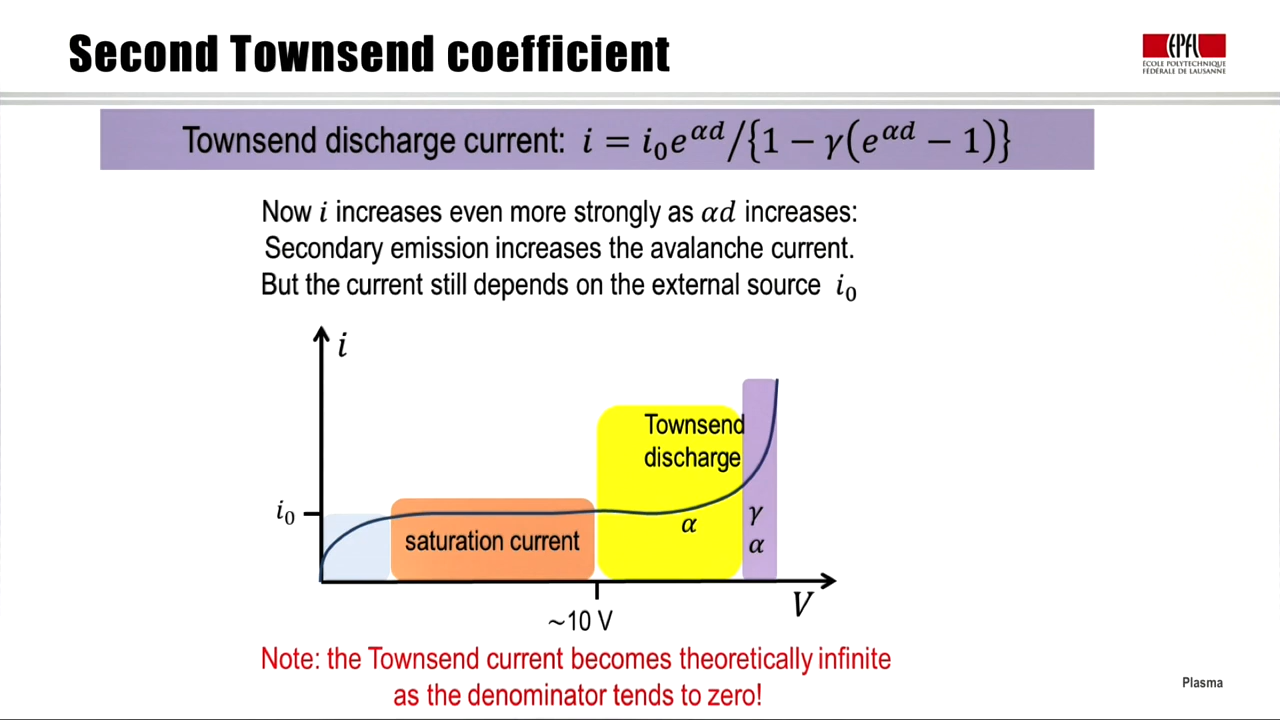 Second Townsend coefficient
EPFL
ÉCOLE POLYTECHNIQUE
FÉDÉRALE DE LAUSANNE
Townsend discharge current: i = i₀e^{αd}/{1 − γ(e^{αd} − 1)}
Now i increases even more strongly as αd increases:
Secondary emission increases the avalanche current.
But the current still depends on the external source i₀
i
Townsend
discharge
i₀
saturation current
α
γ
α
~10 V
V
Note: the Townsend current becomes theoretically infinite
as the denominator tends to zero!
Plasma